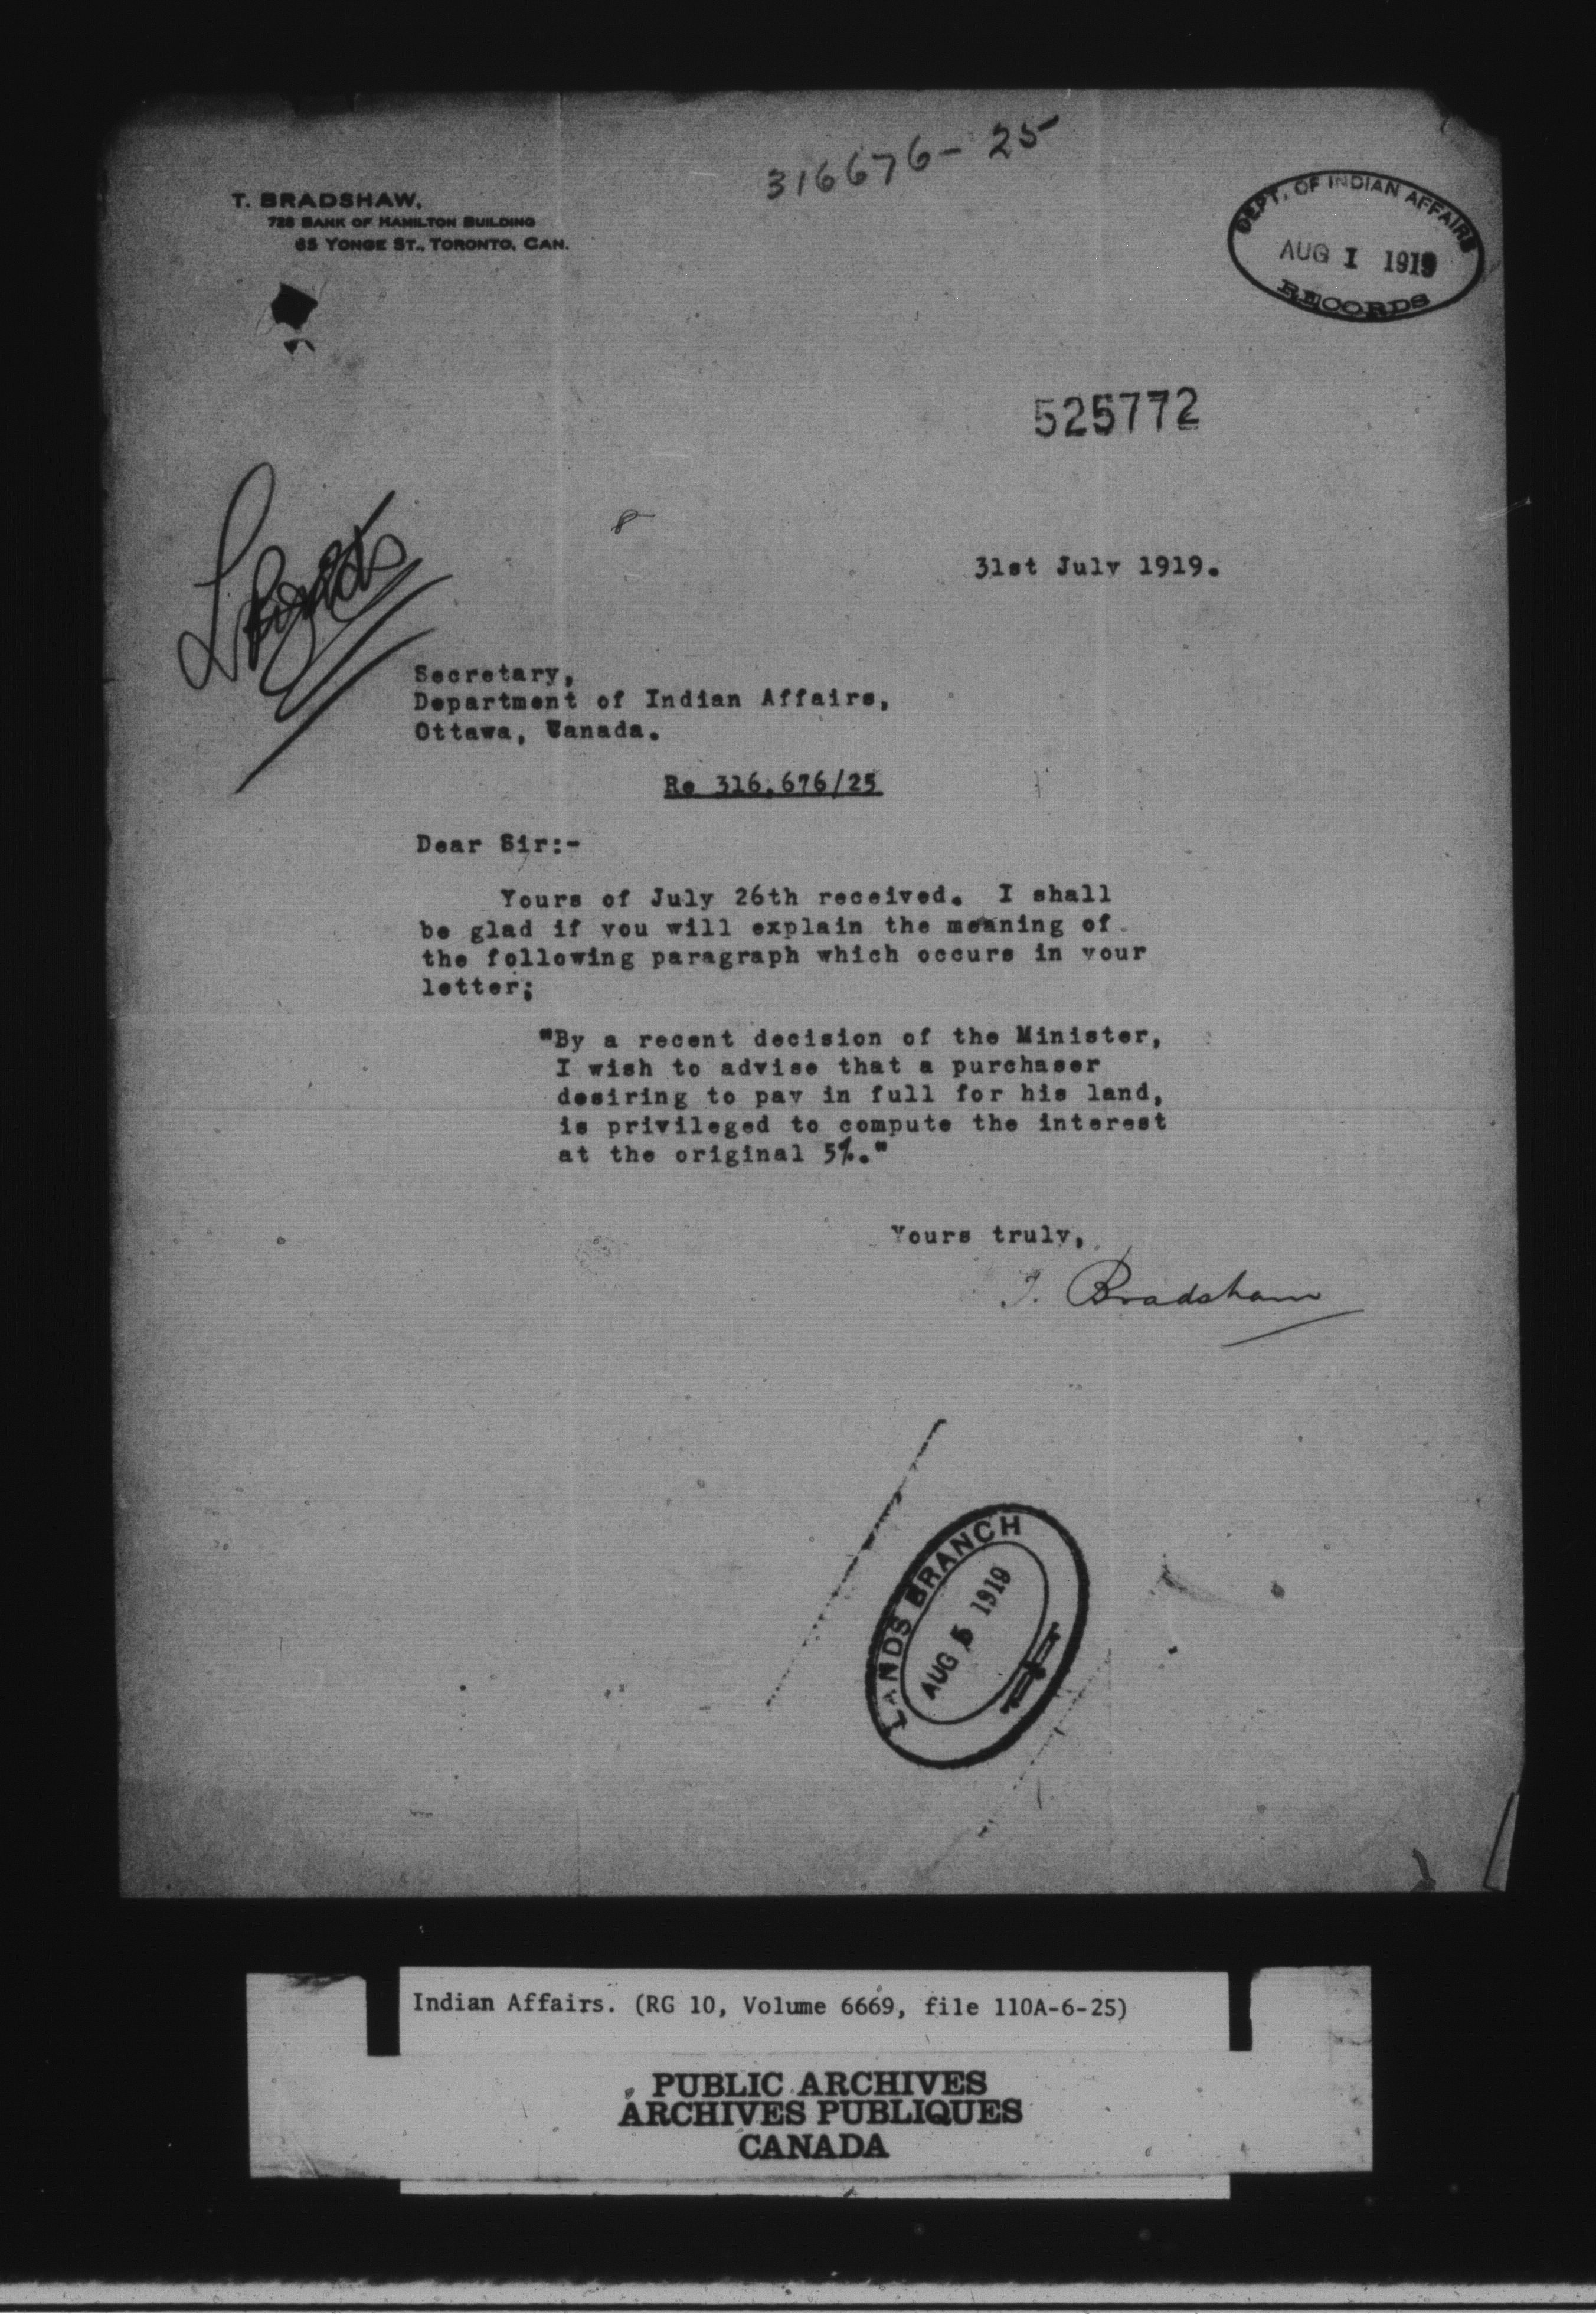 316676-25
T. BRADSHAW,
728 BANK OF HAMILTON BUILDING
65 YONGE ST., TORONTO, CAN.
DEPT. OF INDIAN AFFAIRS
AUG 1 1919
RECORDS
525772
31st July 1919.
Secretary,
Department of Indian Affairs,
Ottawa, Canada.
Re 316,676/25
Dear Sir:-
Yours of July 26th received. I shall
be glad if you will explain the meaning of
the following paragraph which occurs in your
letter;
"By a recent decision of the Minister,
I wish to advise that a purchaser
desiring to pay in full for his land,
is privileged to compute the interest
at the original 5%."
Yours truly,
T. Bradshaw
LANDS BRANCH
AUG 5 1919
Indian Affairs. (RG 10, Volume 6669, file 110A-6-25)
PUBLIC ARCHIVES
ARCHIVES PUBLIQUES
CANADA